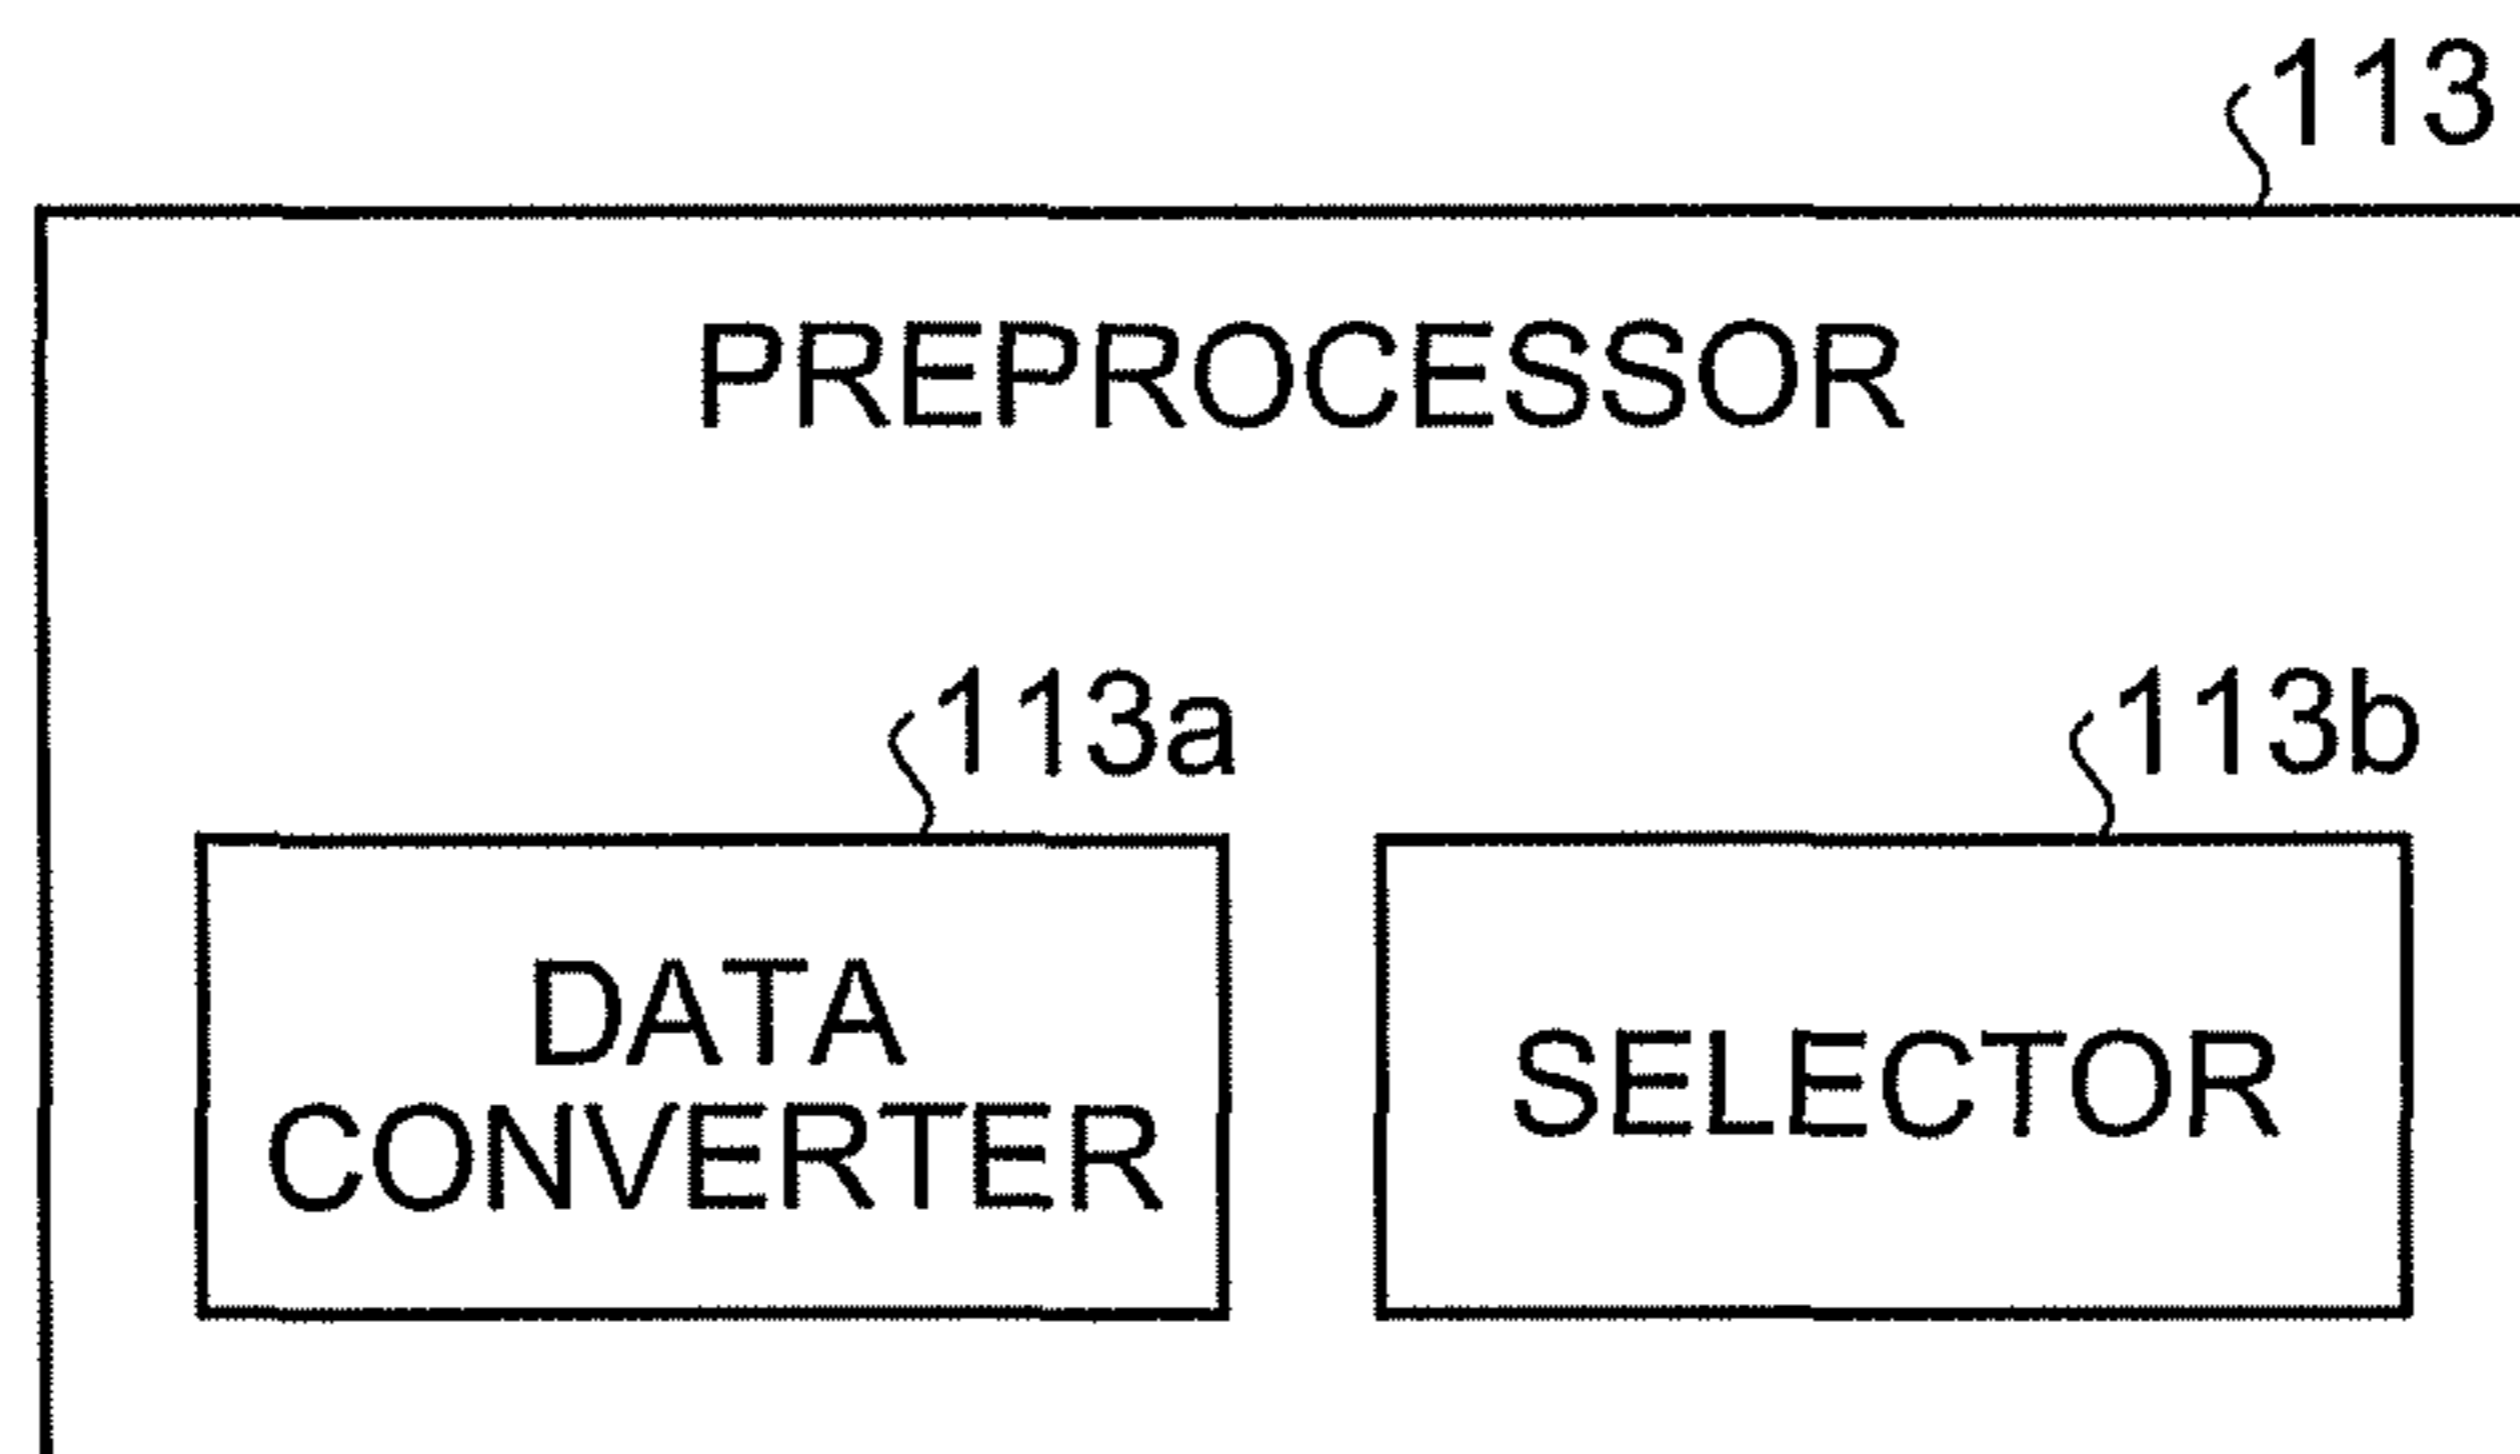 113
PREPROCESSOR
113a
113b
DATA
CONVERTER
SELECTOR